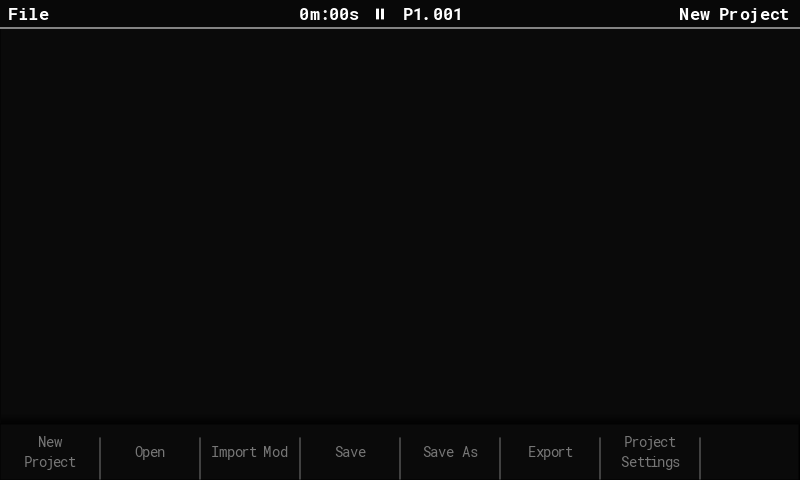 File 0m:00s ⏸ P1.001 New Project
New Project
Open
Import Mod
Save
Save As
Export
Project Settings